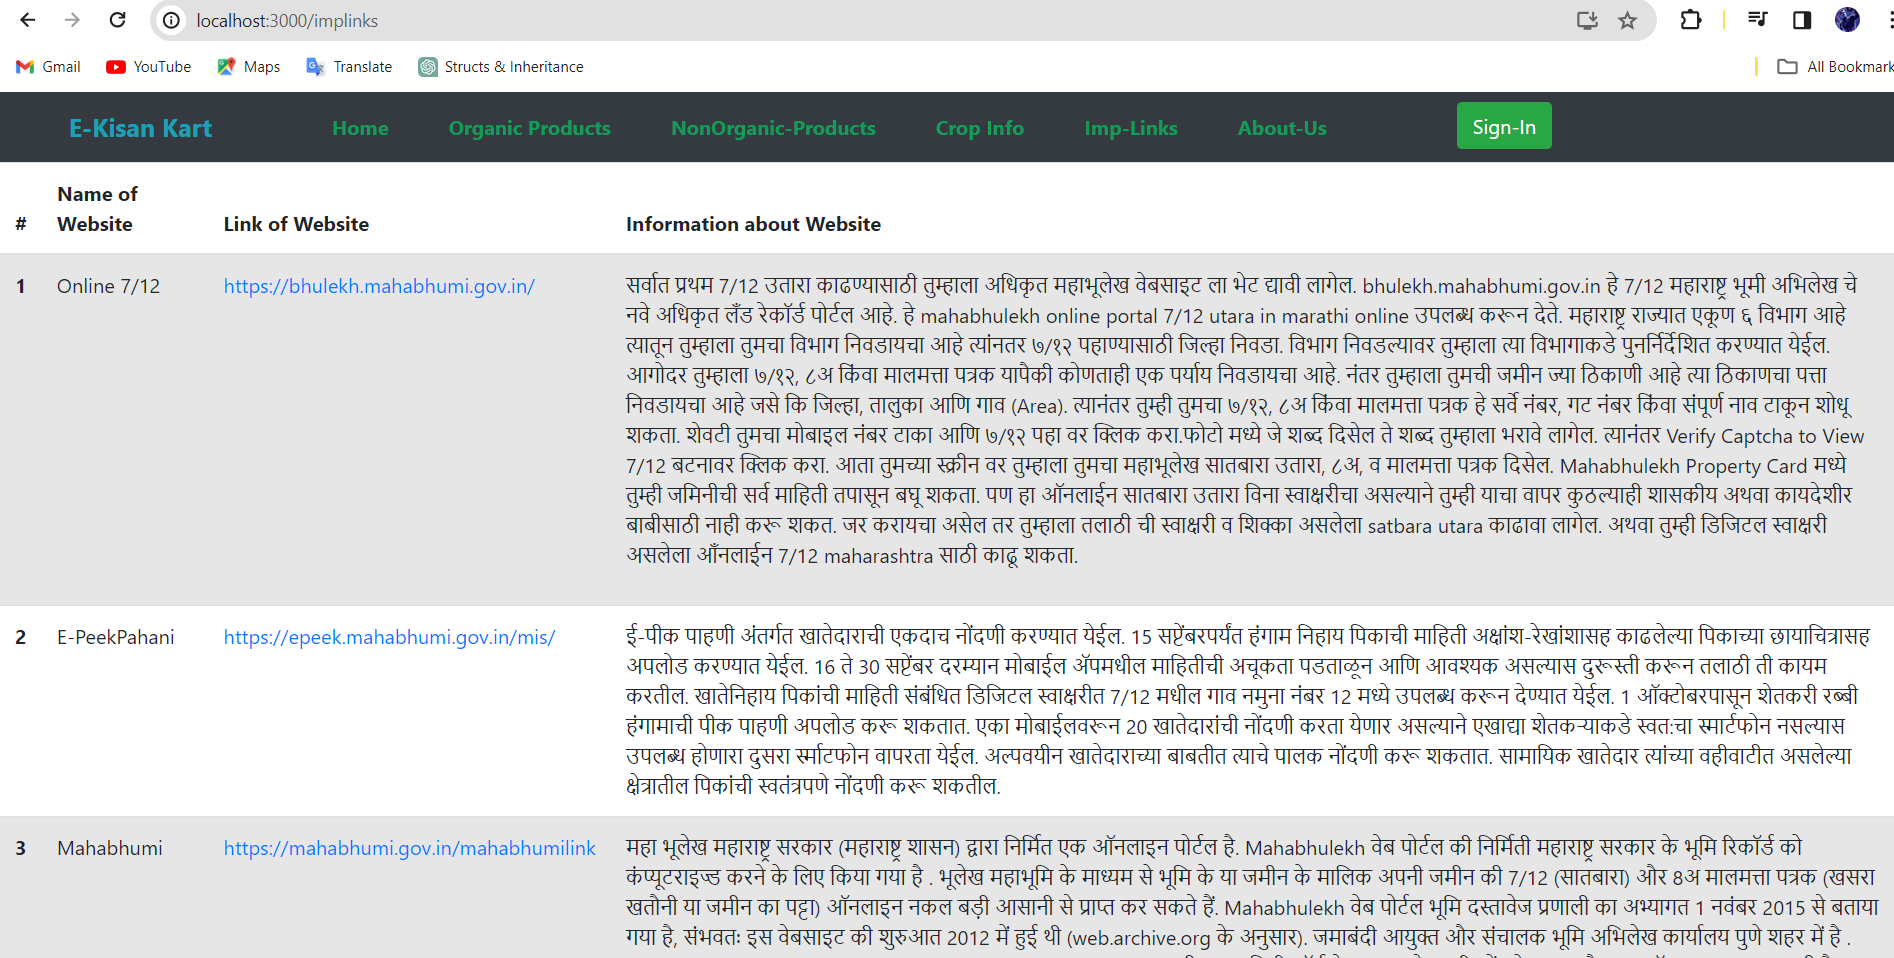 localhost:3000/implinks
Gmail YouTube Maps Translate Structs & Inheritance All Bookmark
E-Kisan Kart Home Organic Products NonOrganic-Products Crop Info Imp-Links About-Us Sign-In
# Name of Website Link of Website Information about Website
1 Online 7/12 https://bhulekh.mahabhumi.gov.in/
सर्वात प्रथम 7/12 उतारा काढण्यासाठी तुम्हाला अधिकृत महाभूलेख वेबसाइट ला भेट द्यावी लागेल. bhulekh.mahabhumi.gov.in हे 7/12 महाराष्ट्र भूमी अभिलेख चे
नवे अधिकृत लँड रेकॉर्ड पोर्टल आहे. हे mahabhulekh online portal 7/12 utara in marathi online उपलब्ध करून देते. महाराष्ट्र राज्यात एकूण ६ विभाग आहे
त्यातून तुम्हाला तुमचा विभाग निवडायचा आहे त्यांनतर ७/१२ पहाण्यासाठी जिल्हा निवडा. विभाग निवडल्यावर तुम्हाला त्या विभागाकडे पुनर्निर्देशित करण्यात येईल.
आगोदर तुम्हाला ७/१२, ८अ किंवा मालमत्ता पत्रक यापैकी कोणताही एक पर्याय निवडायचा आहे. नंतर तुम्हाला तुमची जमीन ज्या ठिकाणी आहे त्या ठिकाणचा पत्ता
निवडायचा आहे जसे कि जिल्हा, तालुका आणि गाव (Area). त्यानंतर तुम्ही तुमचा ७/१२, ८अ किंवा मालमत्ता पत्रक हे सर्वे नंबर, गट नंबर किंवा संपूर्ण नाव टाकून शोधू
शकता. शेवटी तुमचा मोबाइल नंबर टाका आणि ७/१२ पहा वर क्लिक करा.फोटो मध्ये जे शब्द दिसेल ते शब्द तुम्हाला भरावे लागेल. त्यानंतर Verify Captcha to View
7/12 बटनावर क्लिक करा. आता तुमच्या स्क्रीन वर तुम्हाला तुमचा महाभूलेख सातबारा उतारा, ८अ, व मालमत्ता पत्रक दिसेल. Mahabhulekh Property Card मध्ये
तुम्ही जमिनीची सर्व माहिती तपासून बघू शकता. पण हा ऑनलाईन सातबारा उतारा विना स्वाक्षरीचा असल्याने तुम्ही याचा वापर कुठल्याही शासकीय अथवा कायदेशीर
बाबीसाठी नाही करू शकत. जर करायचा असेल तर तुम्हाला तलाठी ची स्वाक्षरी व शिक्का असलेला satbara utara काढावा लागेल. अथवा तुम्ही डिजिटल स्वाक्षरी
असलेला आँनलाईन 7/12 maharashtra साठी काढू शकता.
2 E-PeekPahani https://epeek.mahabhumi.gov.in/mis/
ई-पीक पाहणी अंतर्गत खातेदाराची एकदाच नोंदणी करण्यात येईल. 15 सप्टेंबरपर्यंत हंगाम निहाय पिकाची माहिती अक्षांश-रेखांशासह काढलेल्या पिकाच्या छायाचित्रासह
अपलोड करण्यात येईल. 16 ते 30 सप्टेंबर दरम्यान मोबाईल ॲपमधील माहितीची अचूकता पडताळून आणि आवश्यक असल्यास दुरूस्ती करून तलाठी ती कायम
करतील. खातेनिहाय पिकांची माहिती संबंधित डिजिटल स्वाक्षरीत 7/12 मधील गाव नमुना नंबर 12 मध्ये उपलब्ध करून देण्यात येईल. 1 ऑक्टोबरपासून शेतकरी रब्बी
हंगामाची पीक पाहणी अपलोड करू शकतात. एका मोबाईलवरून 20 खातेदारांची नोंदणी करता येणार असल्याने एखाद्या शेतकऱ्याकडे स्वत:चा स्मार्टफोन नसल्यास
उपलब्ध होणारा दुसरा स्मार्टफोन वापरता येईल. अल्पवयीन खातेदाराच्या बाबतीत त्याचे पालक नोंदणी करू शकतात. सामायिक खातेदार त्यांच्या वहीवाटीत असलेल्या
क्षेत्रातील पिकांची स्वतंत्रपणे नोंदणी करू शकतील.
3 Mahabhumi https://mahabhumi.gov.in/mahabhumilink
महा भूलेख महाराष्ट्र सरकार (महाराष्ट्र शासन) द्वारा निर्मित एक ऑनलाइन पोर्टल है. Mahabhulekh वेब पोर्टल की निर्मिती महाराष्ट्र सरकार के भूमि रिकॉर्ड को
कंप्यूटराइज्ड करने के लिए किया गया है . भूलेख महाभूमि के माध्यम से भूमि के या जमीन के मालिक अपनी जमीन की 7/12 (सातबारा) और 8अ मालमत्ता पत्रक (खसरा
खतौनी या जमीन का पट्टा) ऑनलाइन नकल बड़ी आसानी से प्राप्त कर सकते हैं. Mahabhulekh वेब पोर्टल भूमि दस्तावेज प्रणाली का अभ्यागत 1 नवंबर 2015 से बताया
गया है, संभवतः इस वेबसाइट की शुरुआत 2012 में हुई थी (web.archive.org के अनुसार). जमाबंदी आयुक्त और संचालक भूमि अभिलेख कार्यालय पुणे शहर में है .